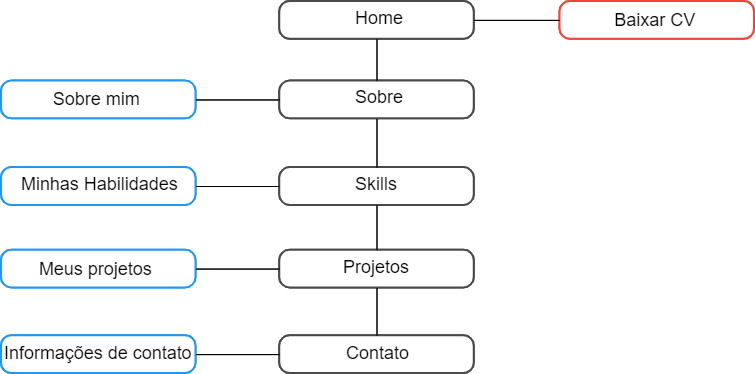 Home
Baixar CV
Sobre mim
Sobre
Minhas Habilidades
Skills
Meus projetos
Projetos
Informações de contato
Contato